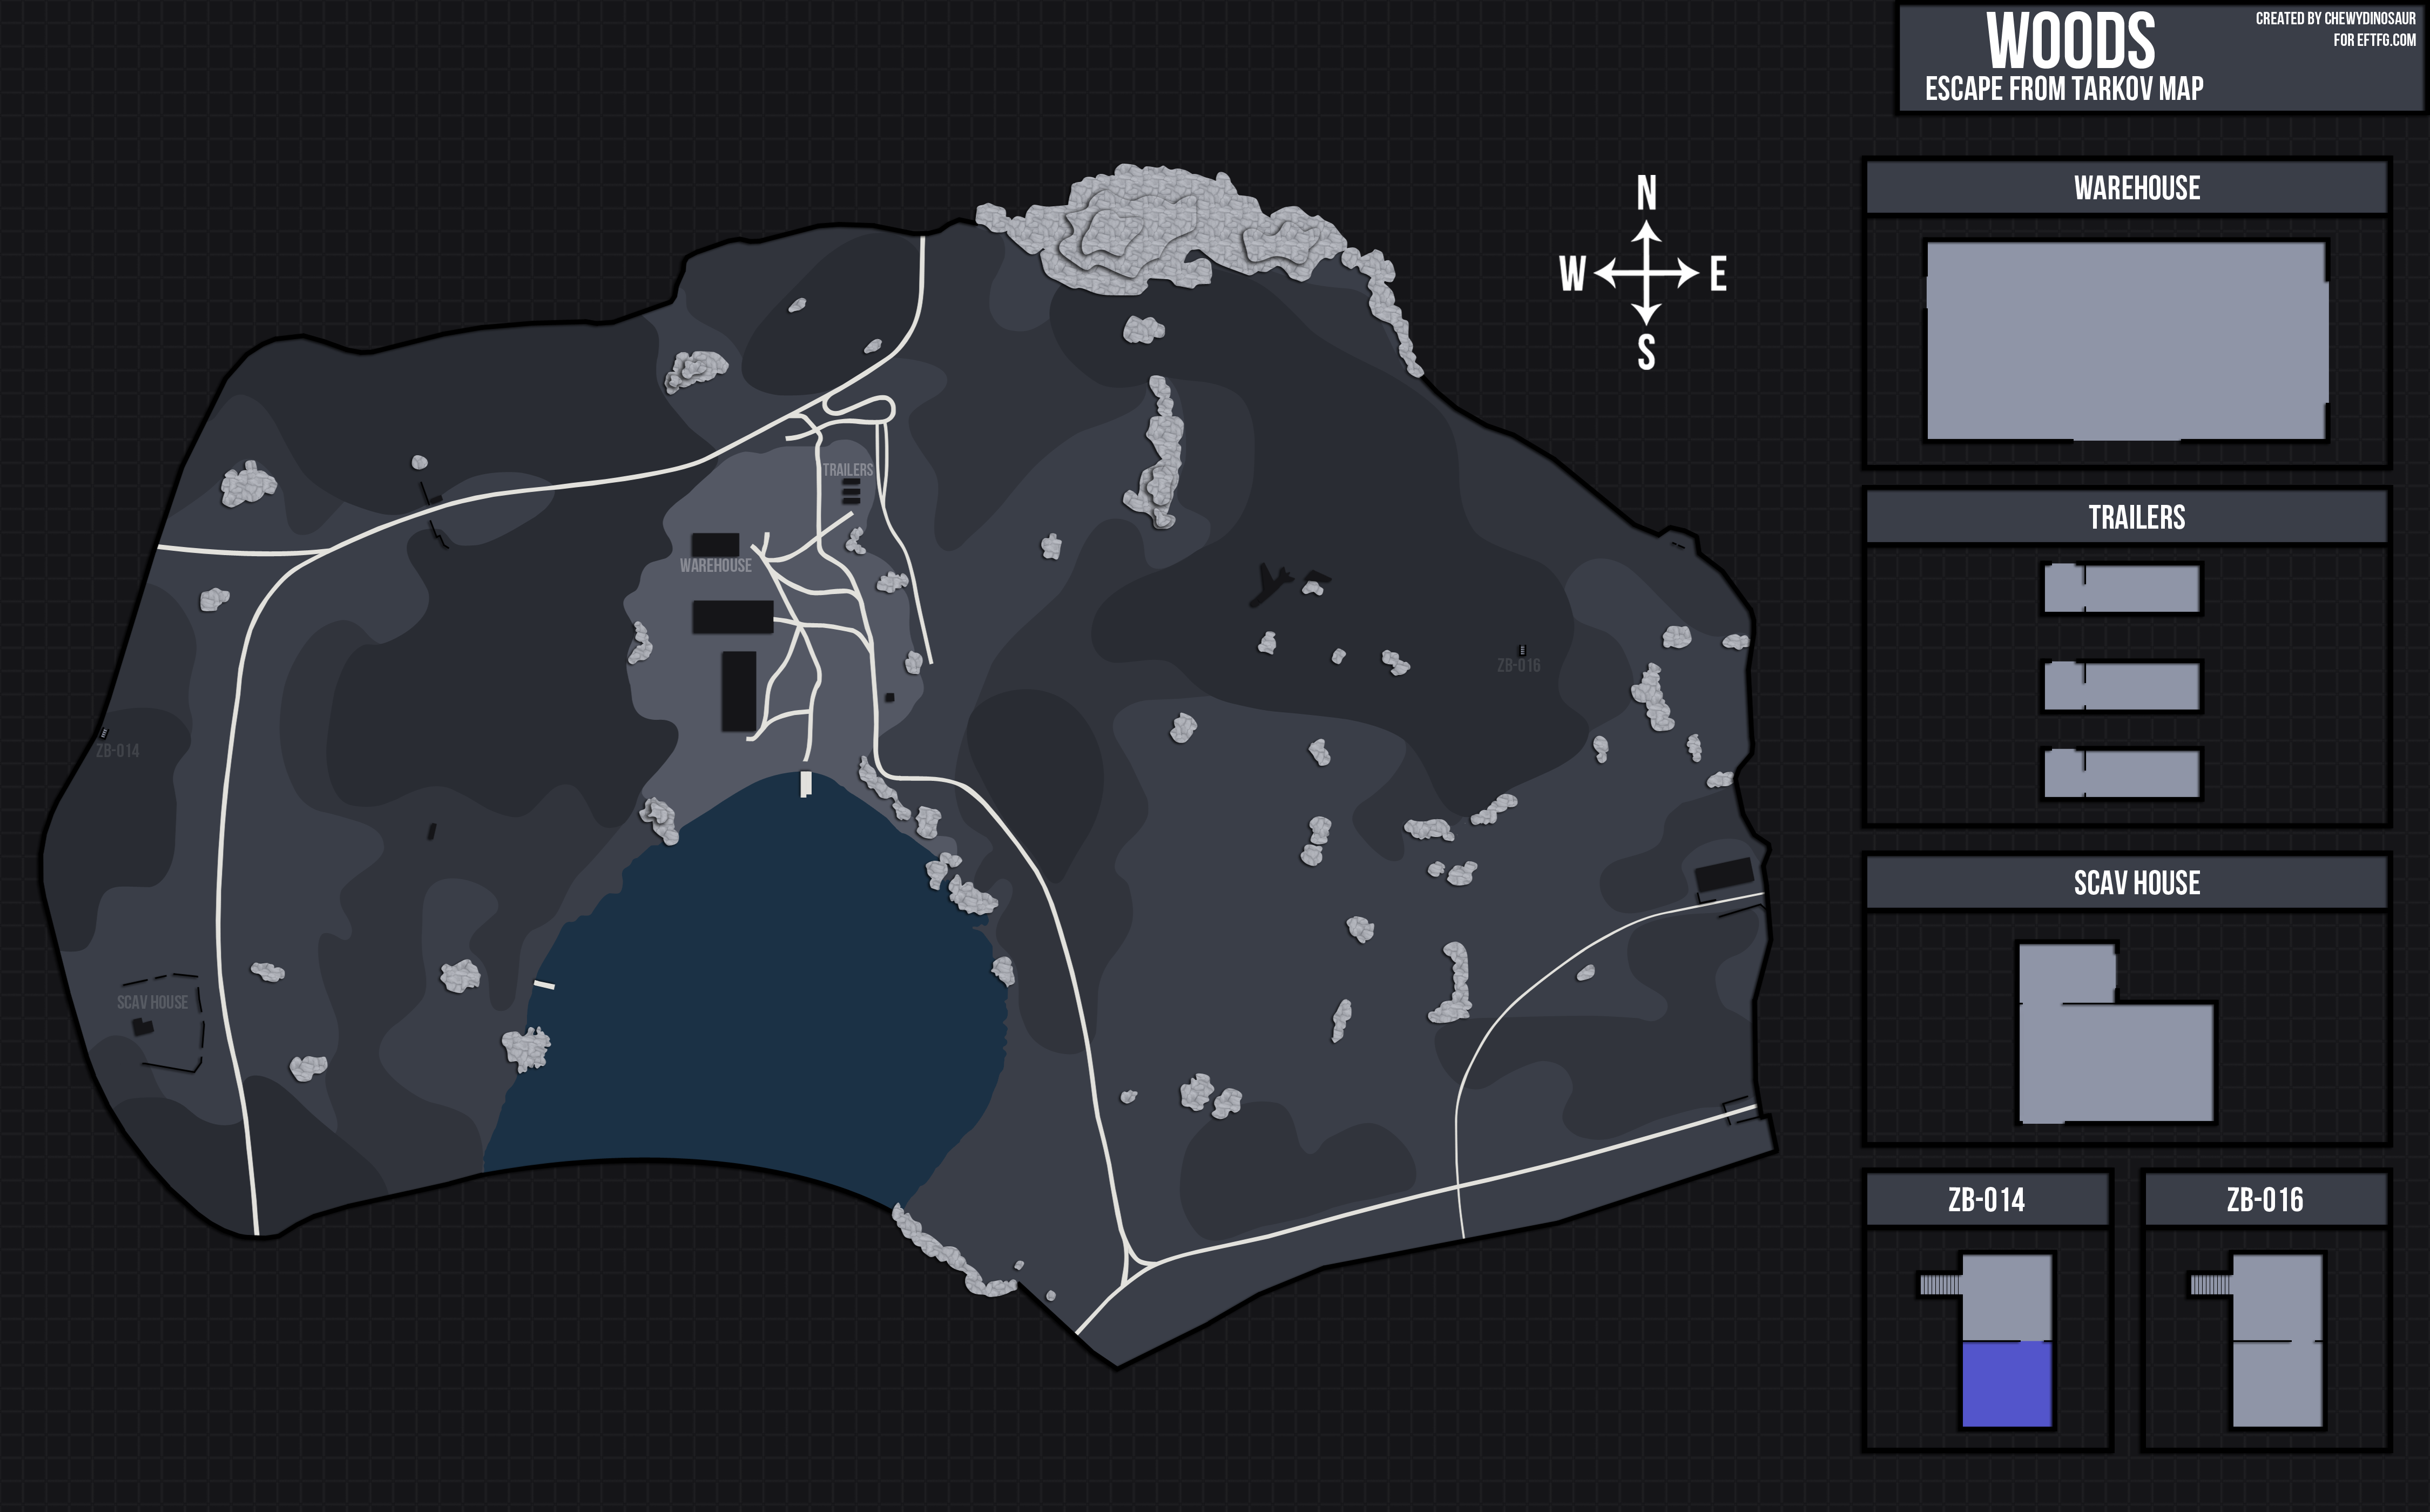 WOODS
ESCAPE FROM TARKOV MAP
CREATED BY CHEWYDINOSAUR
FOR EFTFG.COM
N
W E
S
WAREHOUSE
TRAILERS
SCAV HOUSE
ZB-014
ZB-016
TRAILERS
WAREHOUSE
ZB-016
ZB-014
SCAV HOUSE